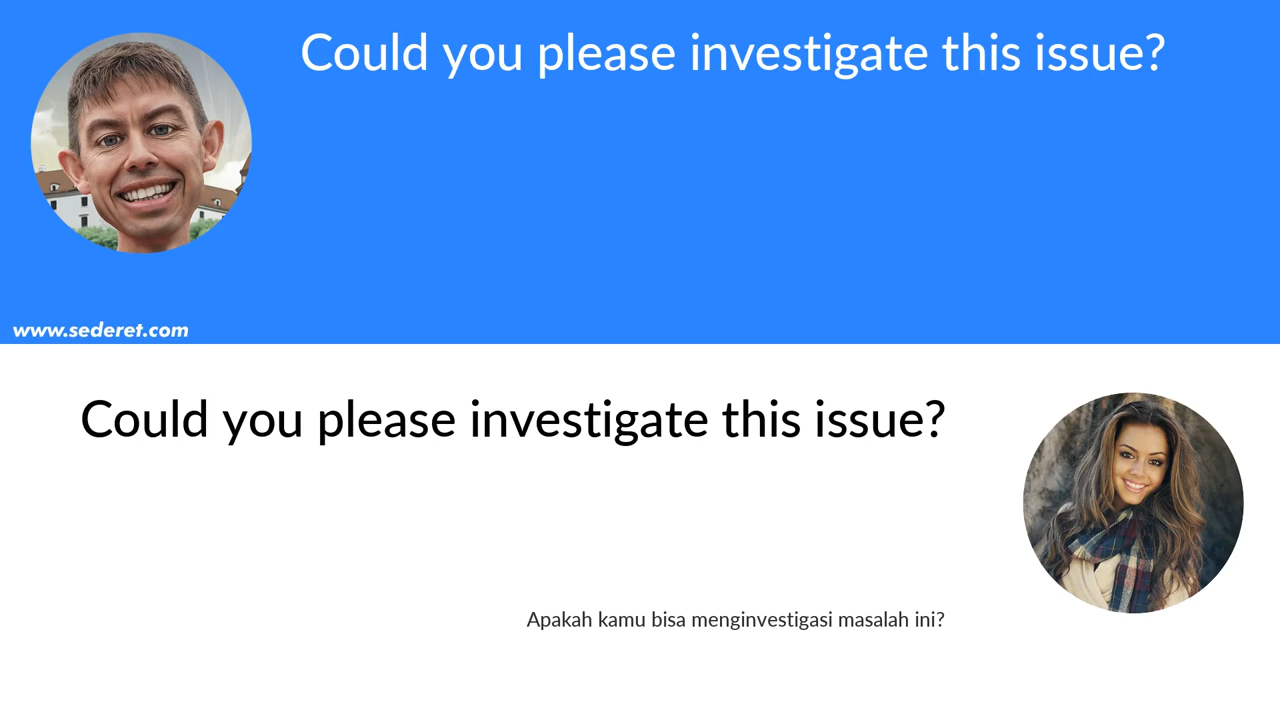 Could you please investigate this issue?
www.sederet.com
Could you please investigate this issue?
Apakah kamu bisa menginvestigasi masalah ini?